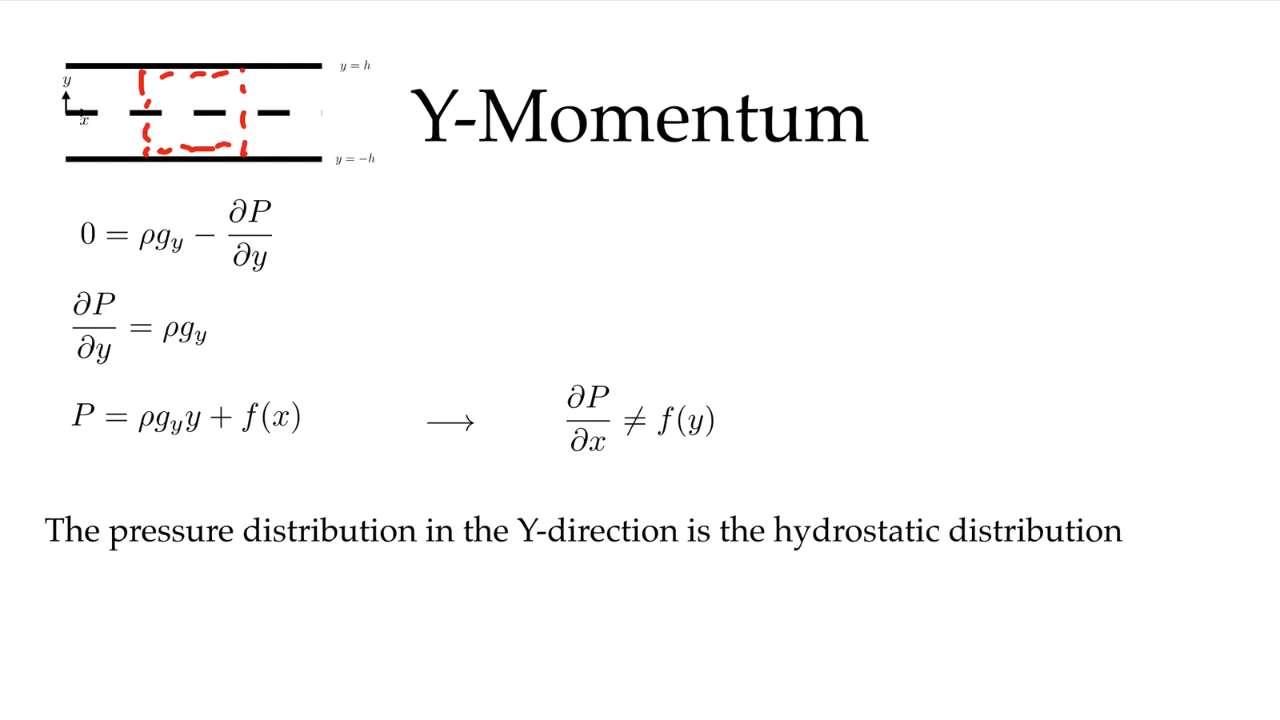 y = h
y
x
Y-Momentum
y = −h
0 = ρg_y − ∂P/∂y
∂P/∂y = ρg_y
P = ρg_y y + f(x) ⟶ ∂P/∂x ≠ f(y)
The pressure distribution in the Y-direction is the hydrostatic distribution